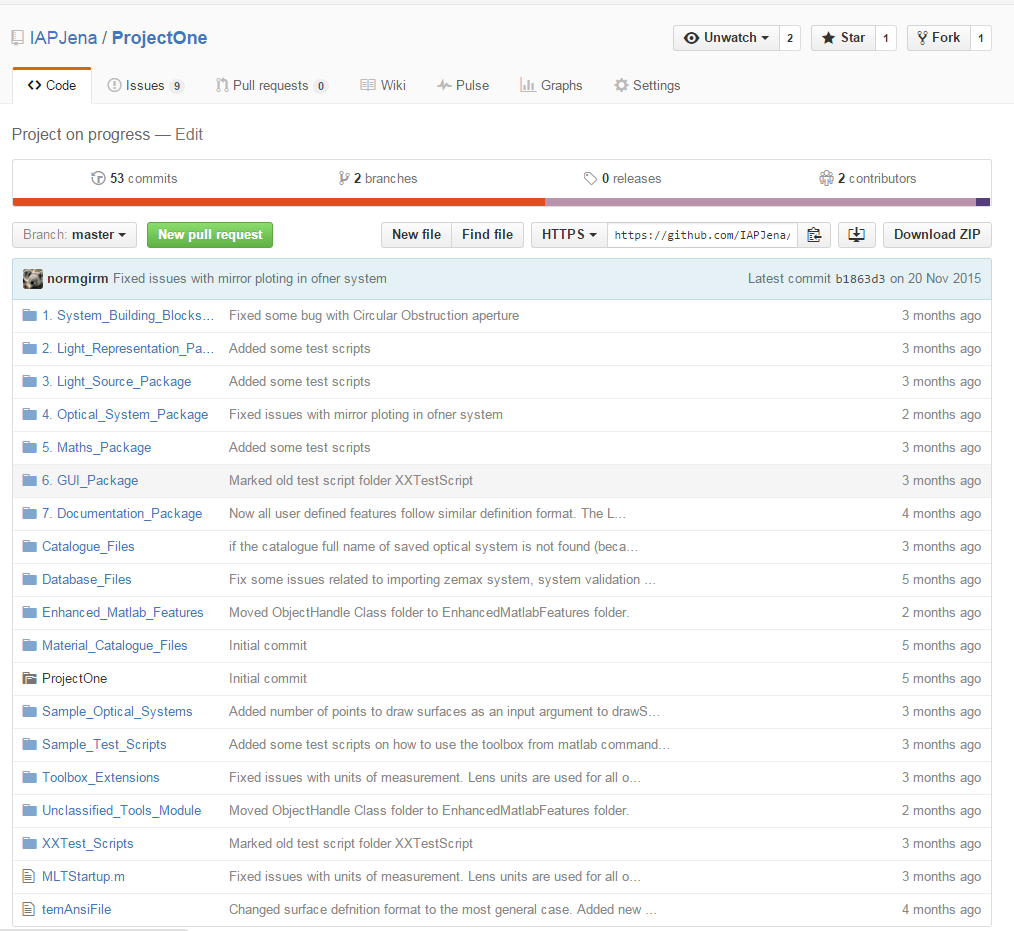 IAPJena / ProjectOne
Unwatch 2 Star 1 Fork 1
Code Issues 9 Pull requests 0 Wiki Pulse Graphs Settings
Project on progress — Edit
53 commits 2 branches 0 releases 2 contributors
Branch: master New pull request New file Find file HTTPS https://github.com/IAPJena/ Download ZIP
normgirm Fixed issues with mirror ploting in ofner system Latest commit b1863d3 on 20 Nov 2015
1. System_Building_Blocks... Fixed some bug with Circular Obstruction aperture 3 months ago
2. Light_Representation_Pa... Added some test scripts 3 months ago
3. Light_Source_Package Added some test scripts 3 months ago
4. Optical_System_Package Fixed issues with mirror ploting in ofner system 2 months ago
5. Maths_Package Added some test scripts 3 months ago
6. GUI_Package Marked old test script folder XXTestScript 3 months ago
7. Documentation_Package Now all user defined features follow similar definition format. The L... 4 months ago
Catalogue_Files if the catalogue full name of saved optical system is not found (beca... 3 months ago
Database_Files Fix some issues related to importing zemax system, system validation ... 5 months ago
Enhanced_Matlab_Features Moved ObjectHandle Class folder to EnhancedMatlabFeatures folder. 2 months ago
Material_Catalogue_Files Initial commit 5 months ago
ProjectOne Initial commit 5 months ago
Sample_Optical_Systems Added number of points to draw surfaces as an input argument to drawS... 3 months ago
Sample_Test_Scripts Added some test scripts on how to use the toolbox from matlab command... 3 months ago
Toolbox_Extensions Fixed issues with units of measurement. Lens units are used for all o... 3 months ago
Unclassified_Tools_Module Moved ObjectHandle Class folder to EnhancedMatlabFeatures folder. 2 months ago
XXTest_Scripts Marked old test script folder XXTestScript 3 months ago
MLTStartup.m Fixed issues with units of measurement. Lens units are used for all o... 3 months ago
temAnsiFile Changed surface defnition format to the most general case. Added new ... 4 months ago